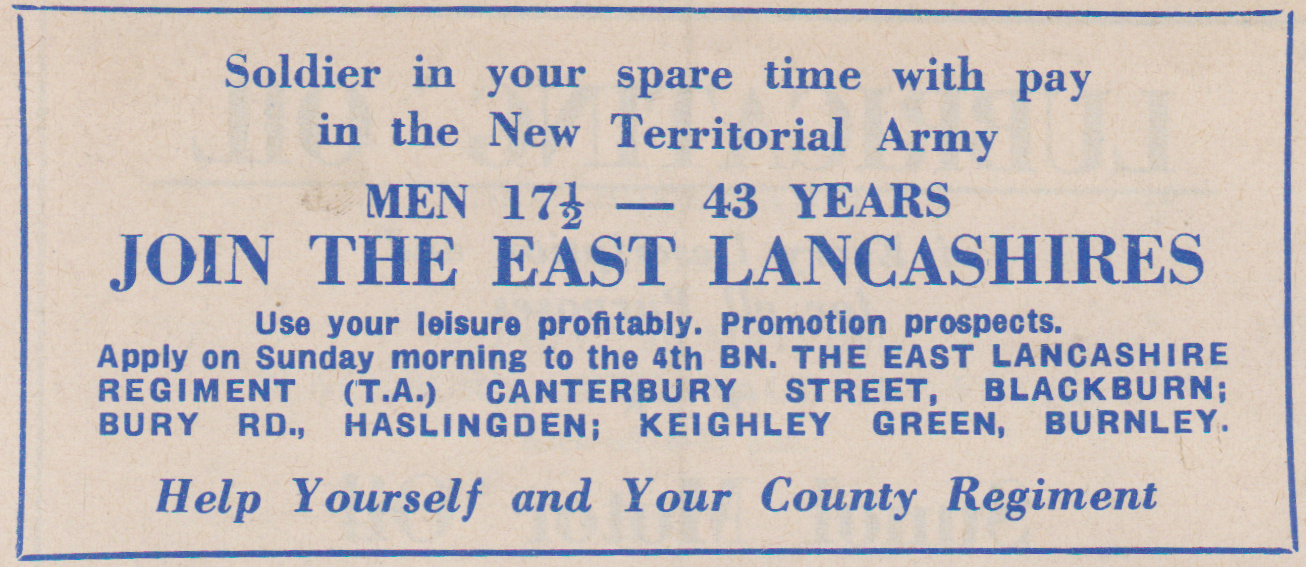 Soldier in your spare time with pay
in the New Territorial Army
MEN 17½ — 43 YEARS
JOIN THE EAST LANCASHIRES
Use your leisure profitably. Promotion prospects.
Apply on Sunday morning to the 4th BN. THE EAST LANCASHIRE
REGIMENT (T.A.) CANTERBURY STREET, BLACKBURN;
BURY RD., HASLINGDEN; KEIGHLEY GREEN, BURNLEY.
Help Yourself and Your County Regiment